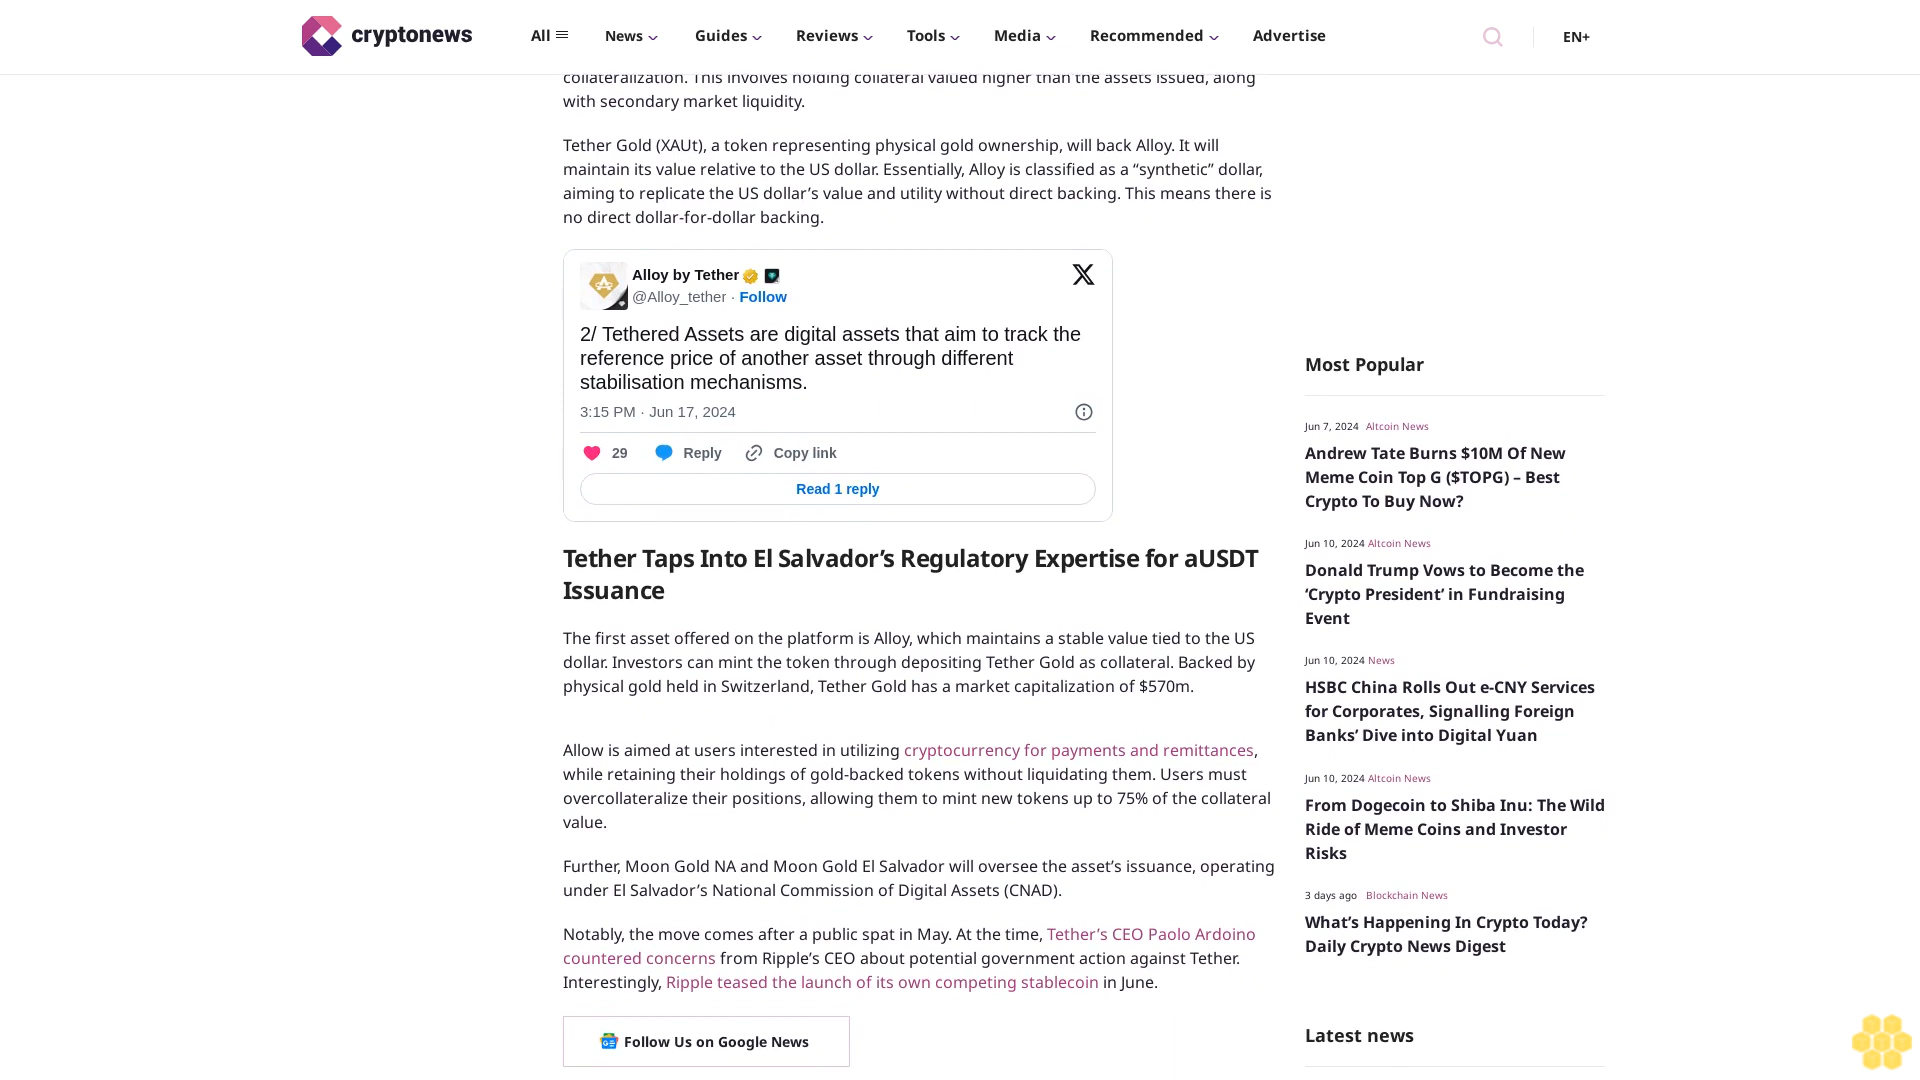 cryptonews
All
News
Guides
Reviews
Tools
Media
Recommended
Advertise
EN+
collateralization. This involves holding collateral valued higher than the assets issued, along
with secondary market liquidity.
Tether Gold (XAUt), a token representing physical gold ownership, will back Alloy. It will
maintain its value relative to the US dollar. Essentially, Alloy is classified as a “synthetic” dollar,
aiming to replicate the US dollar’s value and utility without direct backing. This means there is
no direct dollar-for-dollar backing.
Alloy by Tether
@Alloy_tether · Follow
2/ Tethered Assets are digital assets that aim to track the
reference price of another asset through different
stabilisation mechanisms.
3:15 PM · Jun 17, 2024
29
Reply
Copy link
Read 1 reply
Tether Taps Into El Salvador’s Regulatory Expertise for aUSDT
Issuance
The first asset offered on the platform is Alloy, which maintains a stable value tied to the US
dollar. Investors can mint the token through depositing Tether Gold as collateral. Backed by
physical gold held in Switzerland, Tether Gold has a market capitalization of $570m.
Allow is aimed at users interested in utilizing cryptocurrency for payments and remittances,
while retaining their holdings of gold-backed tokens without liquidating them. Users must
overcollateralize their positions, allowing them to mint new tokens up to 75% of the collateral
value.
Further, Moon Gold NA and Moon Gold El Salvador will oversee the asset’s issuance, operating
under El Salvador’s National Commission of Digital Assets (CNAD).
Notably, the move comes after a public spat in May. At the time, Tether’s CEO Paolo Ardoino
countered concerns from Ripple’s CEO about potential government action against Tether.
Interestingly, Ripple teased the launch of its own competing stablecoin in June.
Follow Us on Google News
Most Popular
Jun 7, 2024 Altcoin News
Andrew Tate Burns $10M Of New
Meme Coin Top G ($TOPG) – Best
Crypto To Buy Now?
Jun 10, 2024 Altcoin News
Donald Trump Vows to Become the
‘Crypto President’ in Fundraising
Event
Jun 10, 2024 News
HSBC China Rolls Out e-CNY Services
for Corporates, Signalling Foreign
Banks’ Dive into Digital Yuan
Jun 10, 2024 Altcoin News
From Dogecoin to Shiba Inu: The Wild
Ride of Meme Coins and Investor
Risks
3 days ago Blockchain News
What’s Happening In Crypto Today?
Daily Crypto News Digest
Latest news